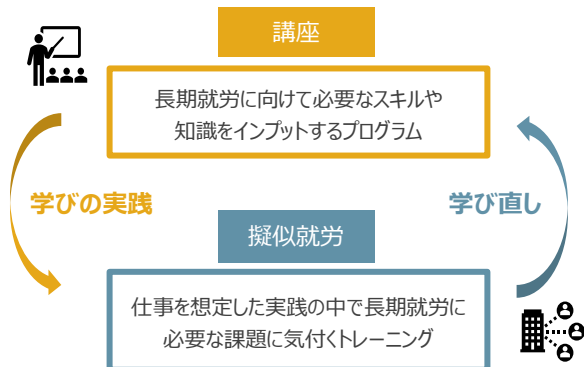 講座
長期就労に向けて必要なスキルや
知識をインプットするプログラム
学びの実践
学び直し
擬似就労
仕事を想定した実践の中で長期就労に
必要な課題に気付くトレーニング